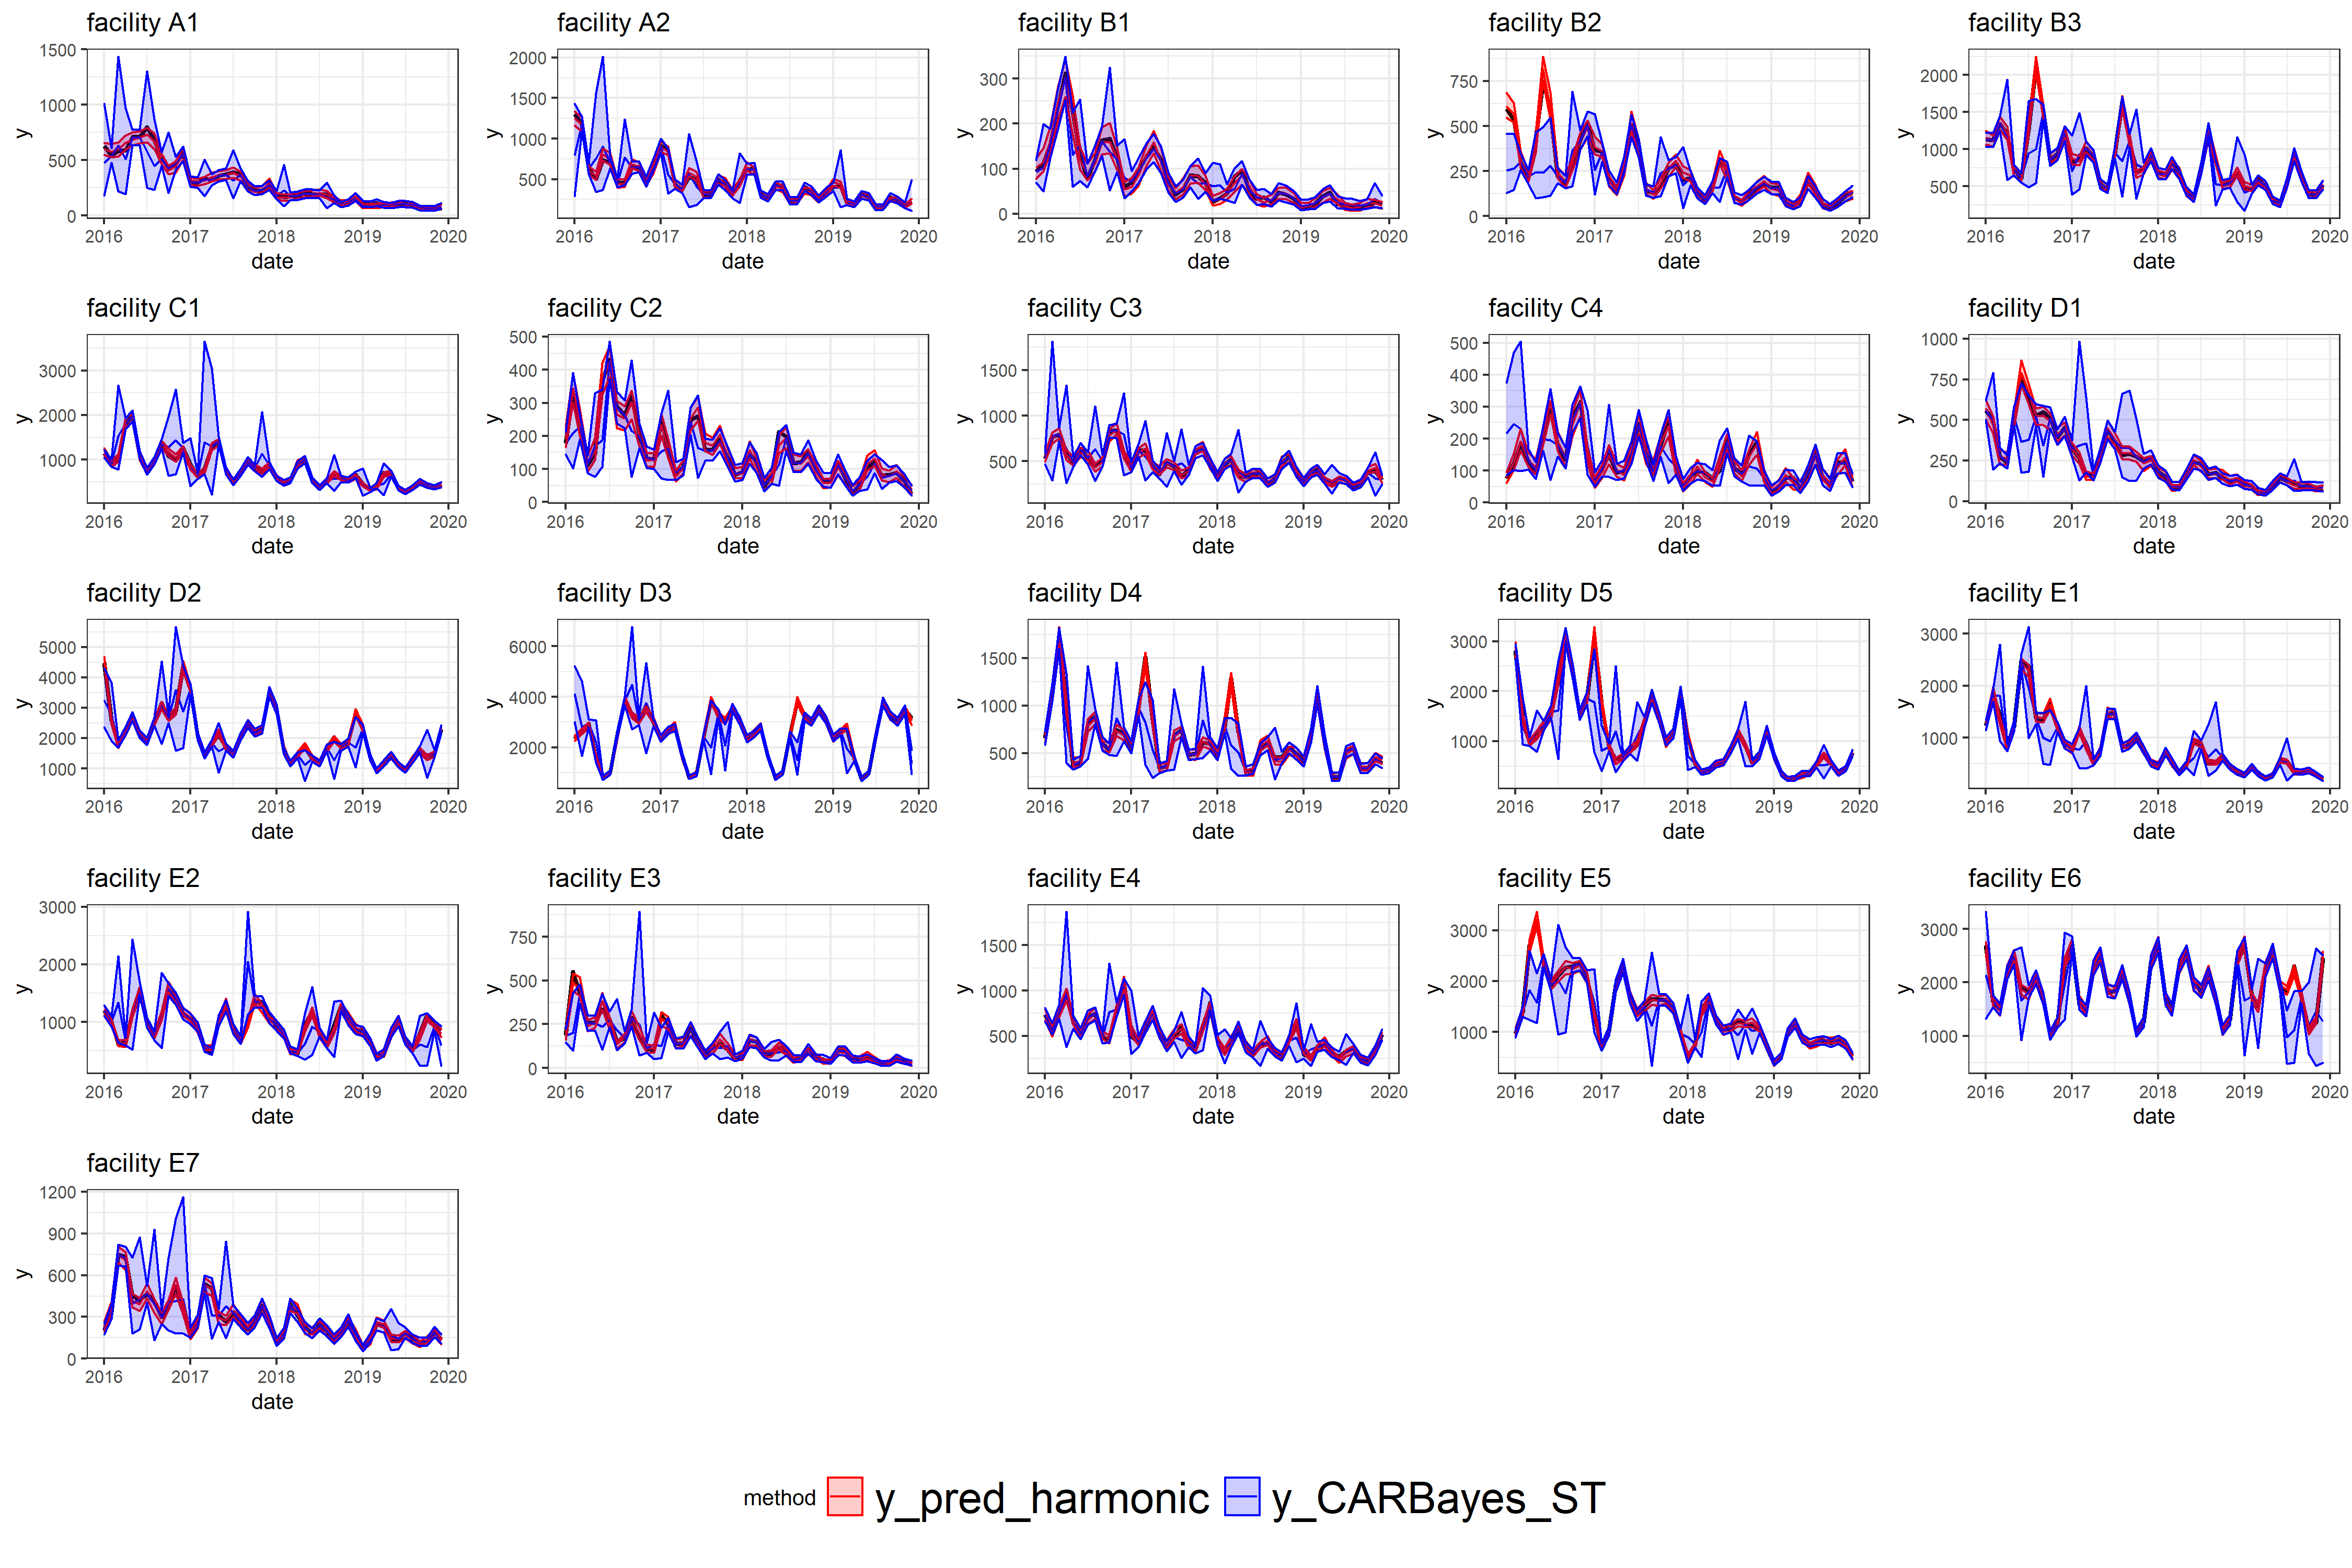 facility A1 facility A2 facility B1 facility B2 facility B3
1500
1000
500
0
y
2016 2017 2018 2019 2020
date
2000
1500
1000
500
y
2016 2017 2018 2019 2020
date
300
200
100
0
y
2016 2017 2018 2019 2020
date
750
500
250
0
y
2016 2017 2018 2019 2020
date
2000
1500
1000
500
y
2016 2017 2018 2019 2020
date
facility C1 facility C2 facility C3 facility C4 facility D1
3000
2000
1000
y
2016 2017 2018 2019 2020
date
500
400
300
200
100
0
y
2016 2017 2018 2019 2020
date
1500
1000
500
y
2016 2017 2018 2019 2020
date
500
400
300
200
100
0
y
2016 2017 2018 2019 2020
date
1000
750
500
250
0
y
2016 2017 2018 2019 2020
date
facility D2 facility D3 facility D4 facility D5 facility E1
5000
4000
3000
2000
1000
y
2016 2017 2018 2019 2020
date
6000
4000
2000
y
2016 2017 2018 2019 2020
date
1500
1000
500
y
2016 2017 2018 2019 2020
date
3000
2000
1000
y
2016 2017 2018 2019 2020
date
3000
2000
1000
y
2016 2017 2018 2019 2020
date
facility E2 facility E3 facility E4 facility E5 facility E6
3000
2000
1000
y
2016 2017 2018 2019 2020
date
750
500
250
0
y
2016 2017 2018 2019 2020
date
1500
1000
500
y
2016 2017 2018 2019 2020
date
3000
2000
1000
y
2016 2017 2018 2019 2020
date
3000
2000
1000
y
2016 2017 2018 2019 2020
date
facility E7
1200
900
600
300
0
y
2016 2017 2018 2019 2020
date
method y_pred_harmonic y_CARBayes_ST